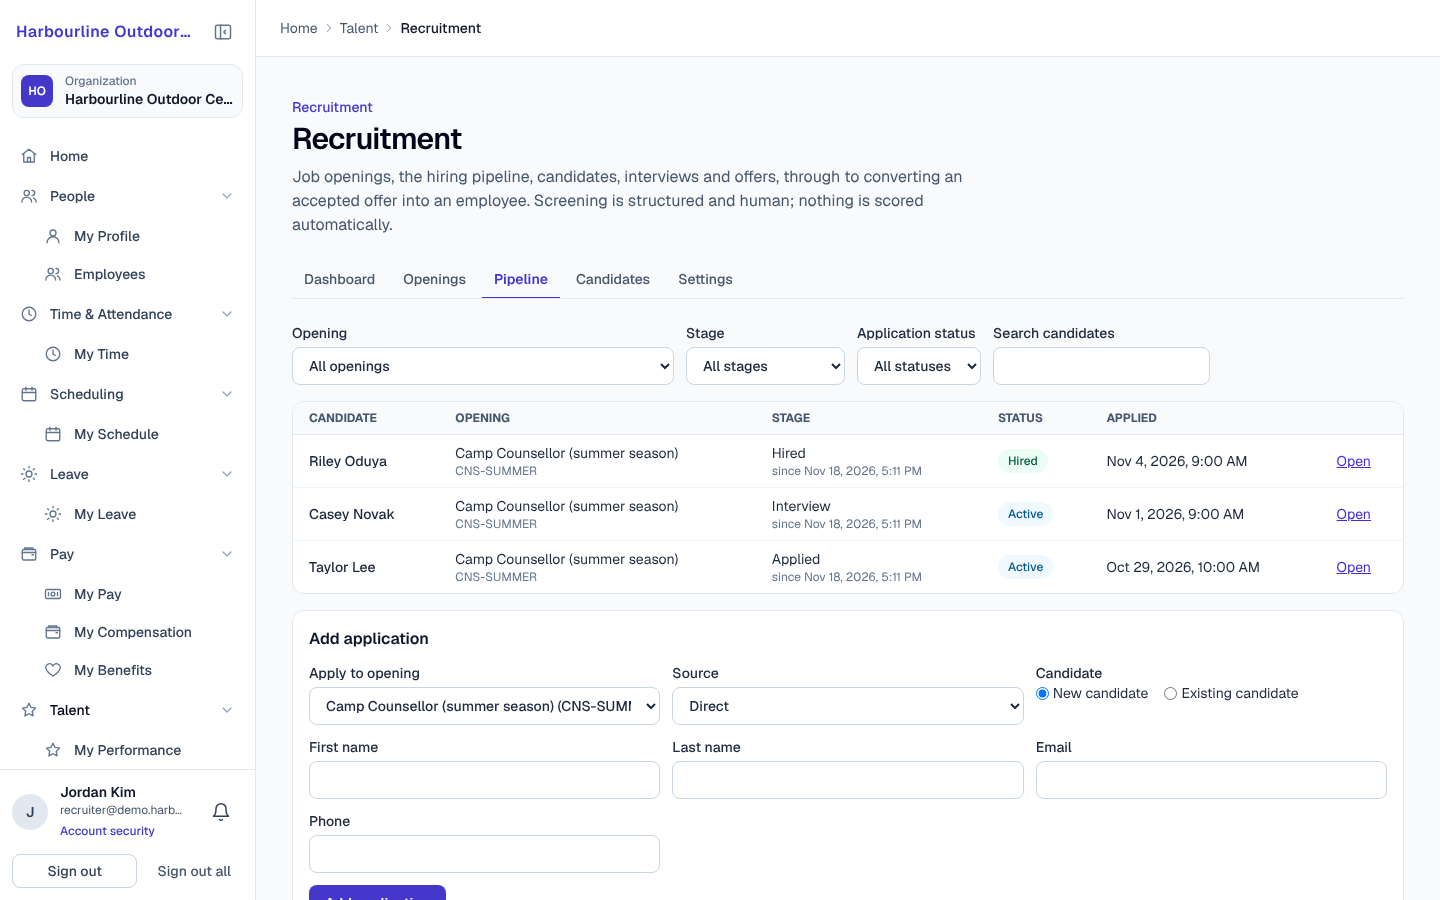 Harbourline Outdoor...
HO
Organization
Harbourline Outdoor Ce...
Home
People
My Profile
Employees
Time & Attendance
My Time
Scheduling
My Schedule
Leave
My Leave
Pay
My Pay
My Compensation
My Benefits
Talent
My Performance
J
Jordan Kim
recruiter@demo.harb...
Account security
Sign out
Sign out all
Home
Talent
Recruitment
Recruitment
Recruitment
Job openings, the hiring pipeline, candidates, interviews and offers, through to converting an
accepted offer into an employee. Screening is structured and human; nothing is scored
automatically.
Dashboard
Openings
Pipeline
Candidates
Settings
Opening
Stage
Application status
Search candidates
All openings
All stages
All statuses
CANDIDATE OPENING STAGE STATUS APPLIED
Riley Oduya Camp Counsellor (summer season) Hired Hired Nov 4, 2026, 9:00 AM Open
CNS-SUMMER since Nov 18, 2026, 5:11 PM
Casey Novak Camp Counsellor (summer season) Interview Active Nov 1, 2026, 9:00 AM Open
CNS-SUMMER since Nov 18, 2026, 5:11 PM
Taylor Lee Camp Counsellor (summer season) Applied Active Oct 29, 2026, 10:00 AM Open
CNS-SUMMER since Nov 18, 2026, 5:11 PM
Add application
Apply to opening
Source
Candidate
Camp Counsellor (summer season) (CNS-SUMM
Direct
New candidate
Existing candidate
First name
Last name
Email
Phone